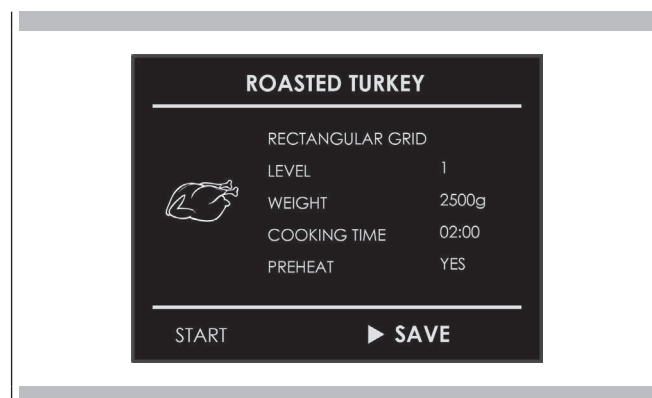 ROASTED TURKEY
RECTANGULAR GRID
LEVEL 1
WEIGHT 2500g
COOKING TIME 02:00
PREHEAT YES
START ▶ SAVE